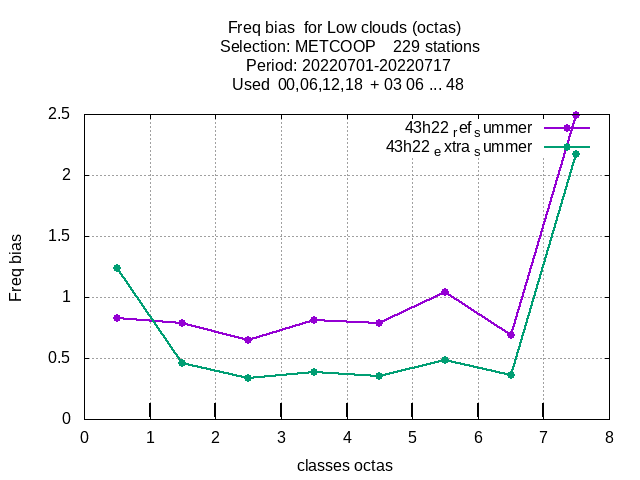 Freq bias  for Low clouds (octas)
Selection: METCOOP    229 stations
Period: 20220701-20220717
Used  00,06,12,18  + 03 06 ... 48
43h22 ref summer
43h22 extra summer
2.5
2
1.5
1
0.5
0
Freq bias
0 1 2 3 4 5 6 7 8
classes octas